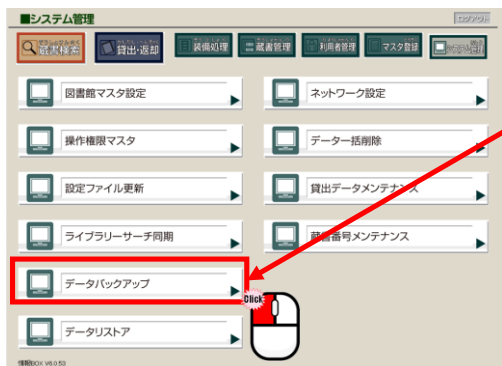 ■システム管理
ログアウト
蔵書検索 貸出・返却 装備処理 蔵書管理 利用者管理 マスタ登録 システム管理
図書館マスタ設定 ネットワーク設定
操作権限マスタ データ一括削除
設定ファイル更新 貸出データメンテナンス
ライブラリーサーチ同期 蔵書番号メンテナンス
データバックアップ
Click
データリストア
情報BOX V6.0.53